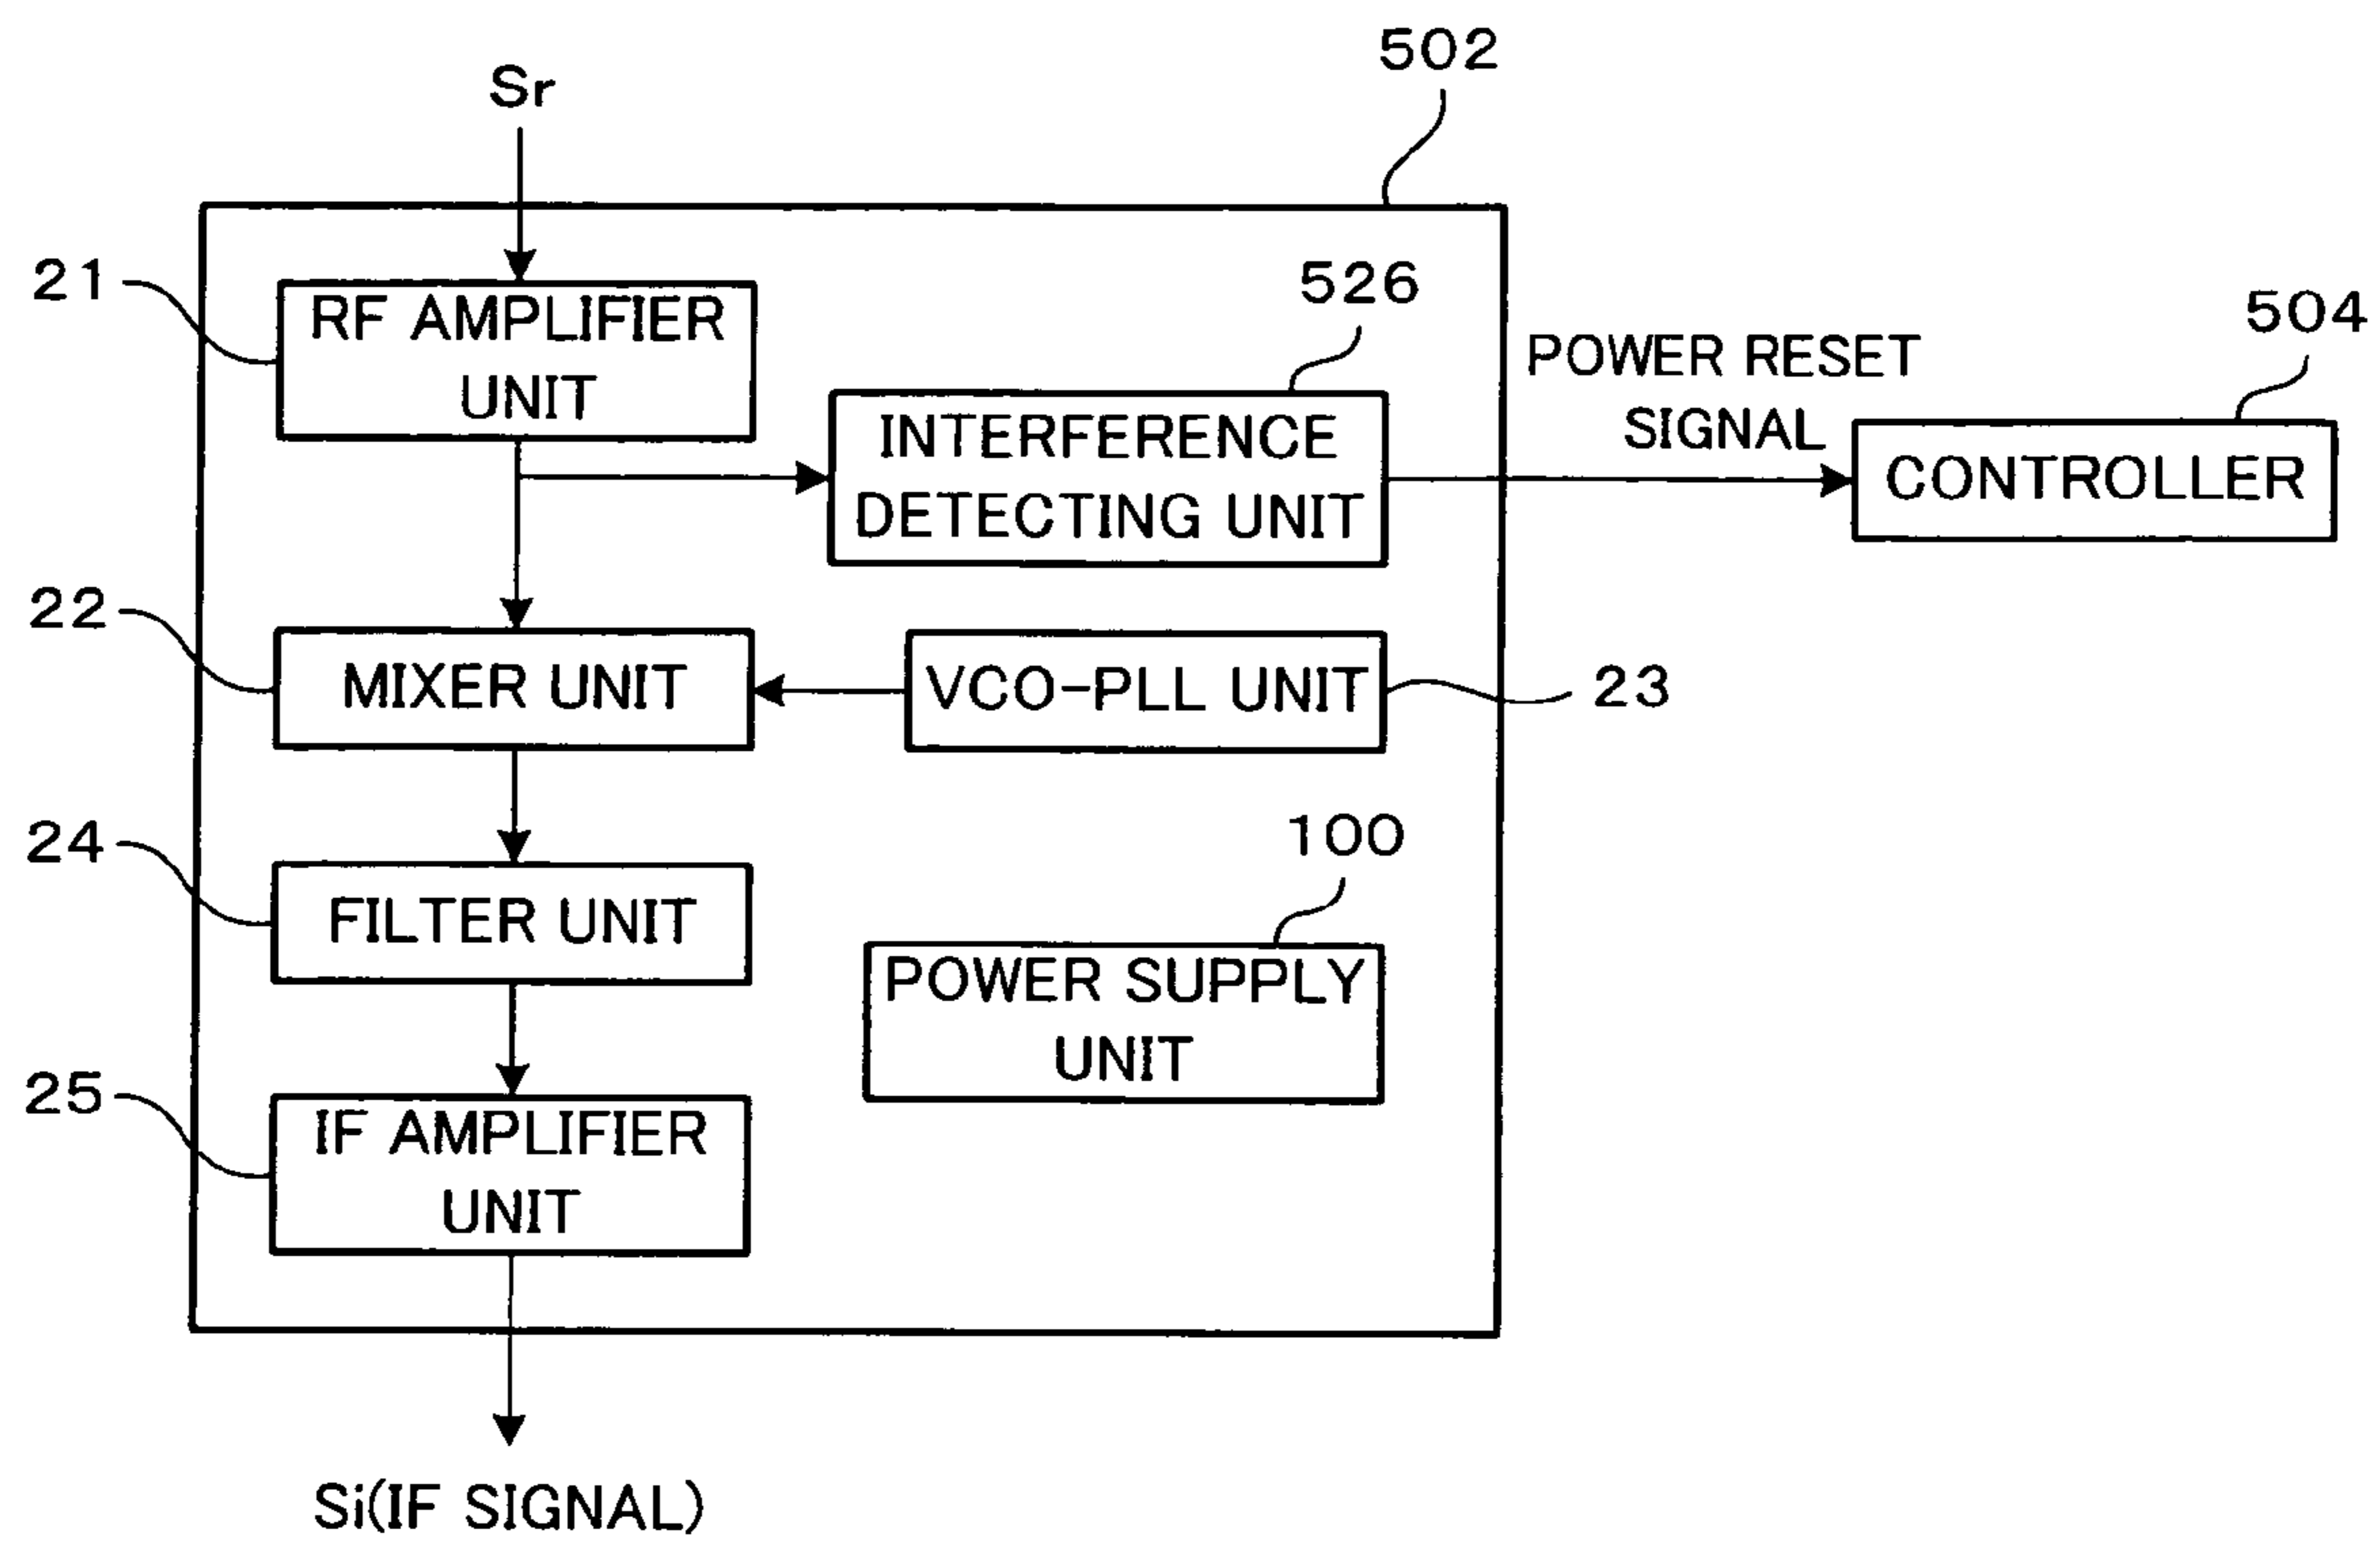 502
Sr
526
21
RF AMPLIFIER
UNIT
504
POWER RESET
SIGNAL
INTERFERENCE
DETECTING UNIT
CONTROLLER
22
MIXER UNIT
VCO-PLL UNIT
23
100
24
FILTER UNIT
POWER SUPPLY
UNIT
25
IF AMPLIFIER
UNIT
Si(IF SIGNAL)